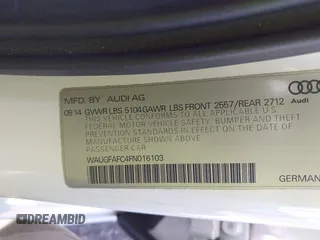 MFD. BY AUDI AG
09 14 GVWR LBS 5104 GAWR LBS FRONT 2557/REAR 2712
THIS VEHICLE CONFORMS TO ALL APPLICABLE
FEDERAL MOTOR VEHICLE SAFETY, BUMPER AND
THEFT PREVENTION STANDARDS IN EFFECT ON THE
DATE OF MANUFACTURE SHOWN ABOVE.
PASSENGER CAR
WAUGFAFC4FN016103
Audi
GERMANY
DREAMBID